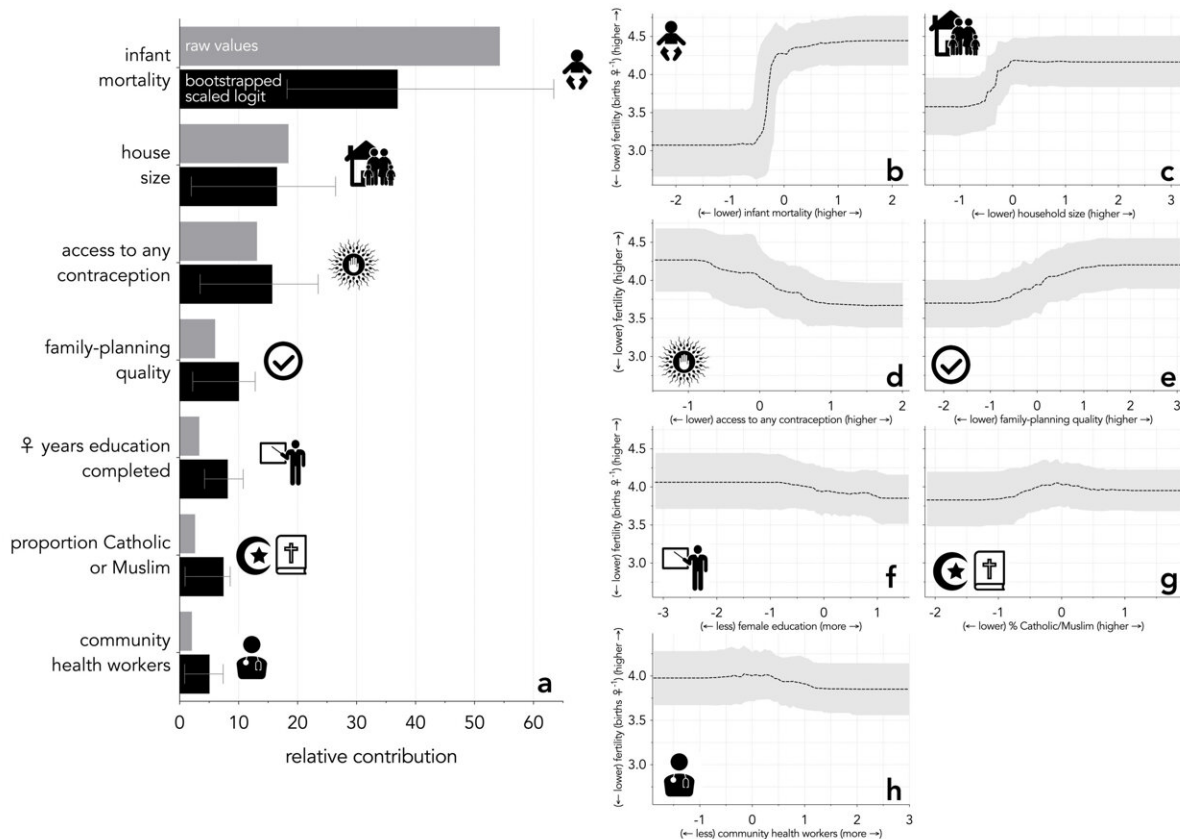 infant
mortality
raw values
bootstrapped
scaled logit
house
size
access to any
contraception
family-planning
quality
♀ years education
completed
proportion Catholic
or Muslim
community
health workers
a
0 10 20 30 40 50 60
relative contribution
(← lower) fertility (births ♀⁻¹) (higher →)
4.5
4.0
3.5
3.0
b
-2 -1 0 1 2
(← lower) infant mortality (higher →)
c
-1 0 1 2 3
(← lower) household size (higher →)
(← lower) fertility (higher →)
4.5
4.0
3.5
3.0
d
-1 0 1 2
(← lower) access to any contraception (higher →)
e
-2 -1 0 1 2 3
(← lower) family-planning quality (higher →)
(← lower) fertility (births ♀⁻¹) (higher →)
4.5
4.0
3.5
3.0
f
-3 -2 -1 0 1
(← less) female education (more →)
g
-2 -1 0 1
(← lower) % Catholic/Muslim (higher →)
(← lower) fertility (births ♀⁻¹) (higher →)
4.0
3.5
3.0
h
-1 0 1 2 3
(← less) community health workers (more →)